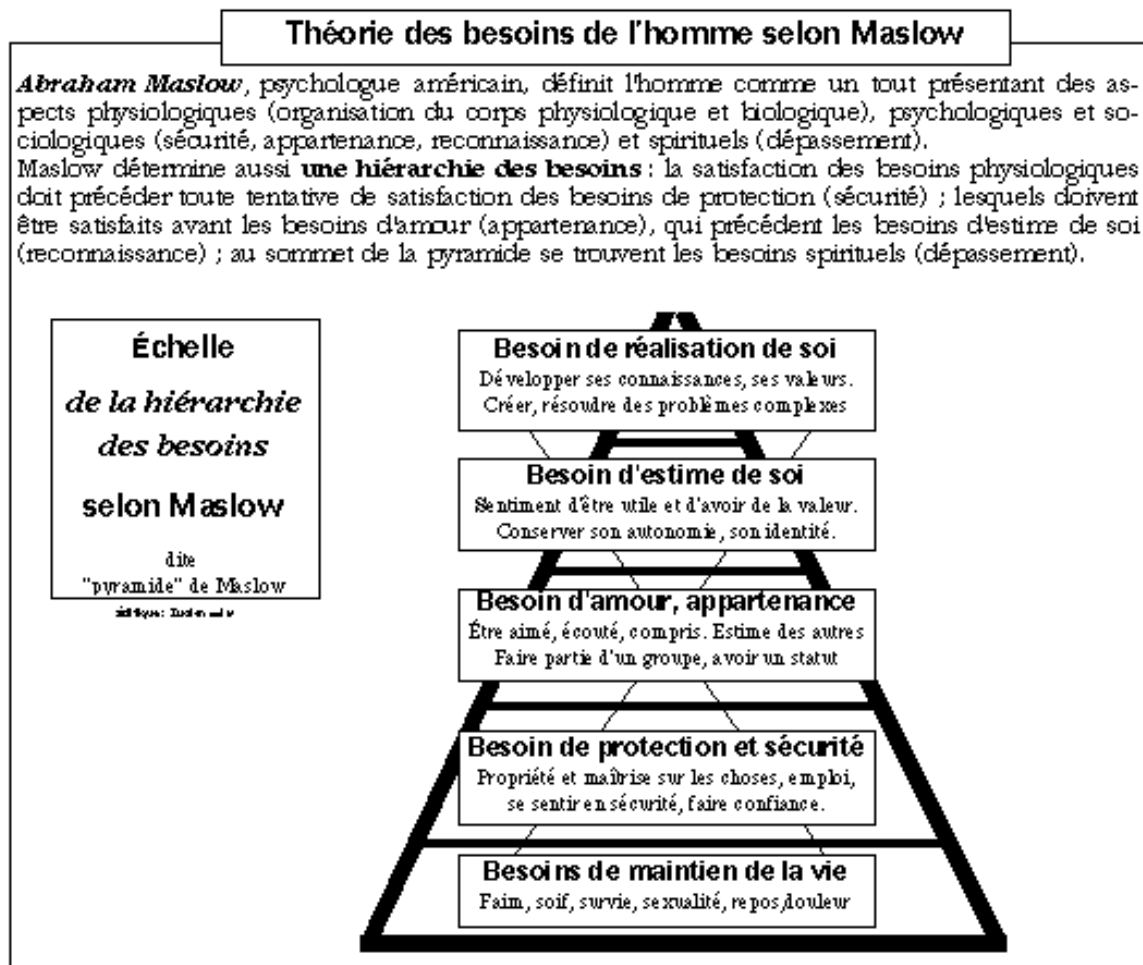 Théorie des besoins de l'homme selon Maslow
Abraham Maslow, psychologue américain, définit l'homme comme un tout présentant des as-
pects physiologiques (organisation du corps physiologique et biologique), psychologiques et so-
ciologiques (sécurité, appartenance, reconnaissance) et spirituels (dépassement).
Maslow détermine aussi une hiérarchie des besoins : la satisfaction des besoins physiologiques
doit précéder toute tentative de satisfaction des besoins de protection (sécurité) ; lesquels doivent
être satisfaits avant les besoins d'amour (appartenance), qui précédent les besoins d'estime de soi
(reconnaissance) ; au sommet de la pyramide se trouvent les besoins spirituels (dépassement).
Échelle
de la hiérarchie
des besoins
selon Maslow
dite
"pyramide" de Maslow
Besoin de réalisation de soi
Développer ses connaissances, ses valeurs.
Créer, résoudre des problèmes complexes
Besoin d'estime de soi
Sentiment d'être utile et d'avoir de la valeur.
Conserver son autonomie, son identité.
Besoin d'amour, appartenance
Être aimé, écouté, compris. Estime des autres
Faire partie d'un groupe, avoir un statut
Besoin de protection et sécurité
Propriété et maîtrise sur les choses, emploi,
se sentir en sécurité, faire confiance.
Besoins de maintien de la vie
Faim, soif, survie, sexualité, repos,douleur